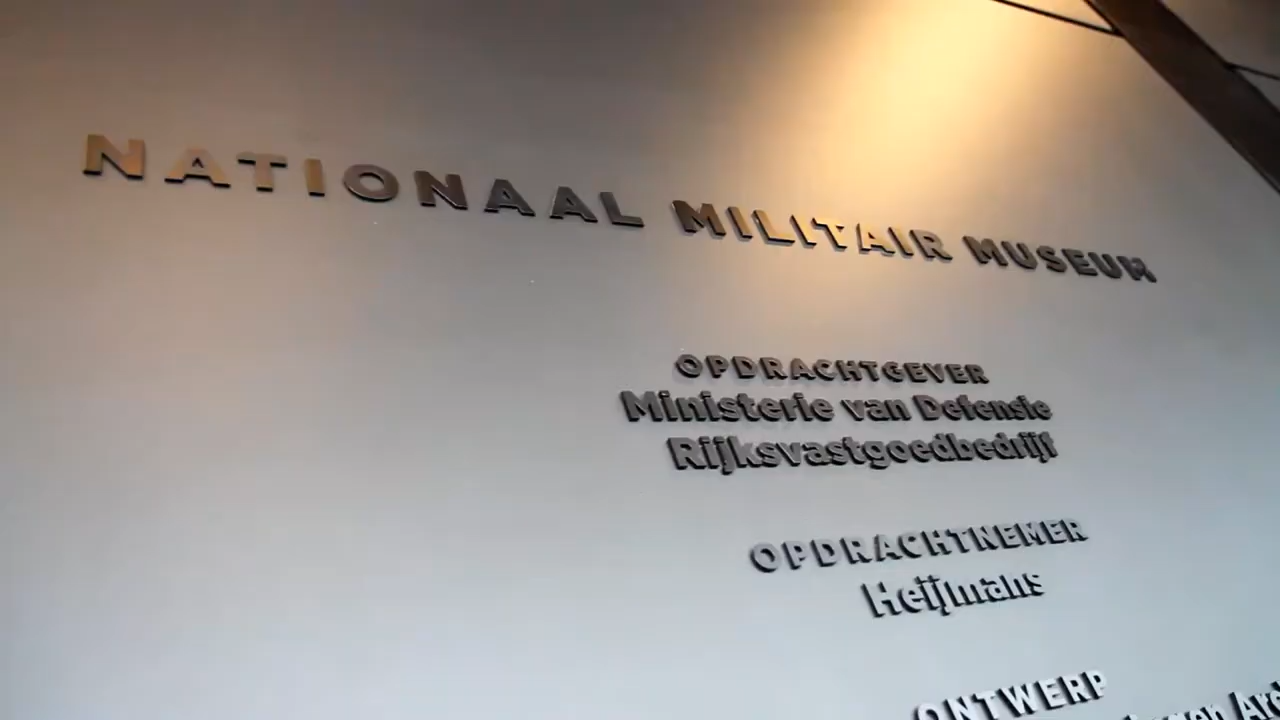 NATIONAAL MILITAIR MUSEUM
OPDRACHTGEVER
Ministerie van Defensie
Rijksvastgoedbedrijf
OPDRACHTNEMER
Heijmans
ONTWERP